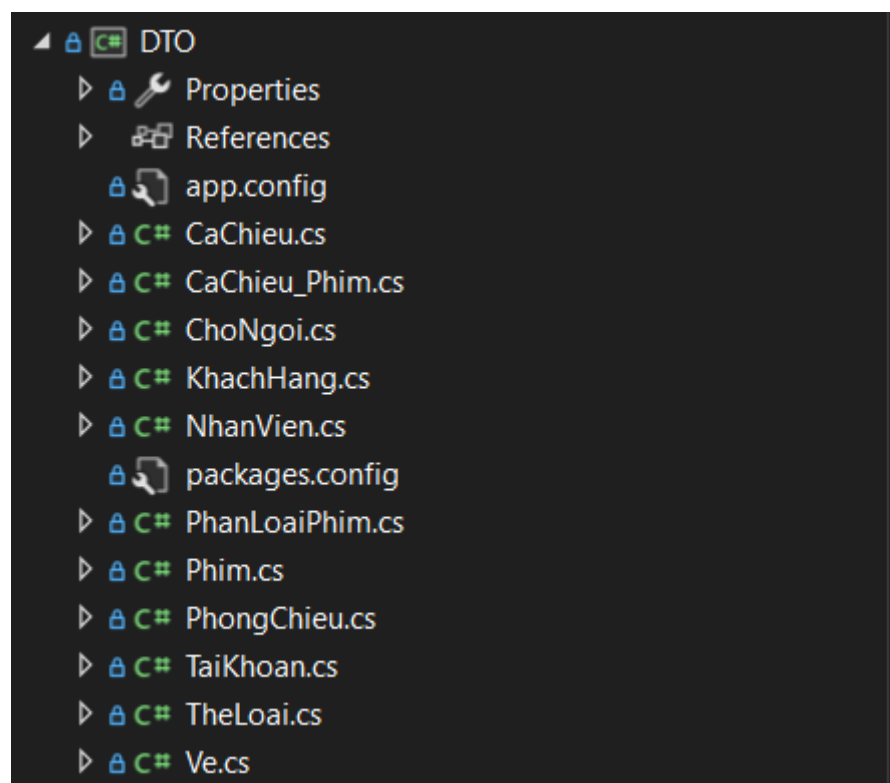 C# DTO
Properties
References
app.config
C# CaChieu.cs
C# CaChieu_Phim.cs
C# ChoNgoi.cs
C# KhachHang.cs
C# NhanVien.cs
packages.config
C# PhanLoaiPhim.cs
C# Phim.cs
C# PhongChieu.cs
C# TaiKhoan.cs
C# TheLoai.cs
C# Ve.cs